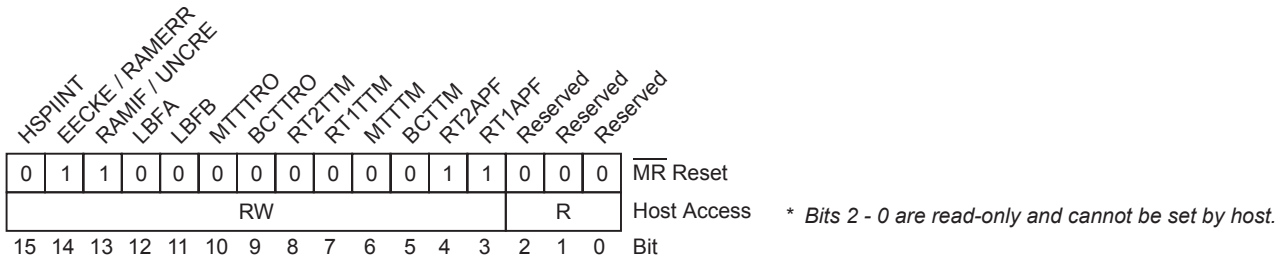 HSPIINT EECKE / RAMERR RAMIF / UNCRE LBFA LBFB MTTTRO BCTTRO RT2TTM RT1TTM MTTTM BCTTM RT2APF RT1APF Reserved Reserved Reserved
0 1 1 0 0 0 0 0 0 0 0 1 1 0 0 0 MR Reset
RW R Host Access * Bits 2 - 0 are read-only and cannot be set by host.
15 14 13 12 11 10 9 8 7 6 5 4 3 2 1 0 Bit